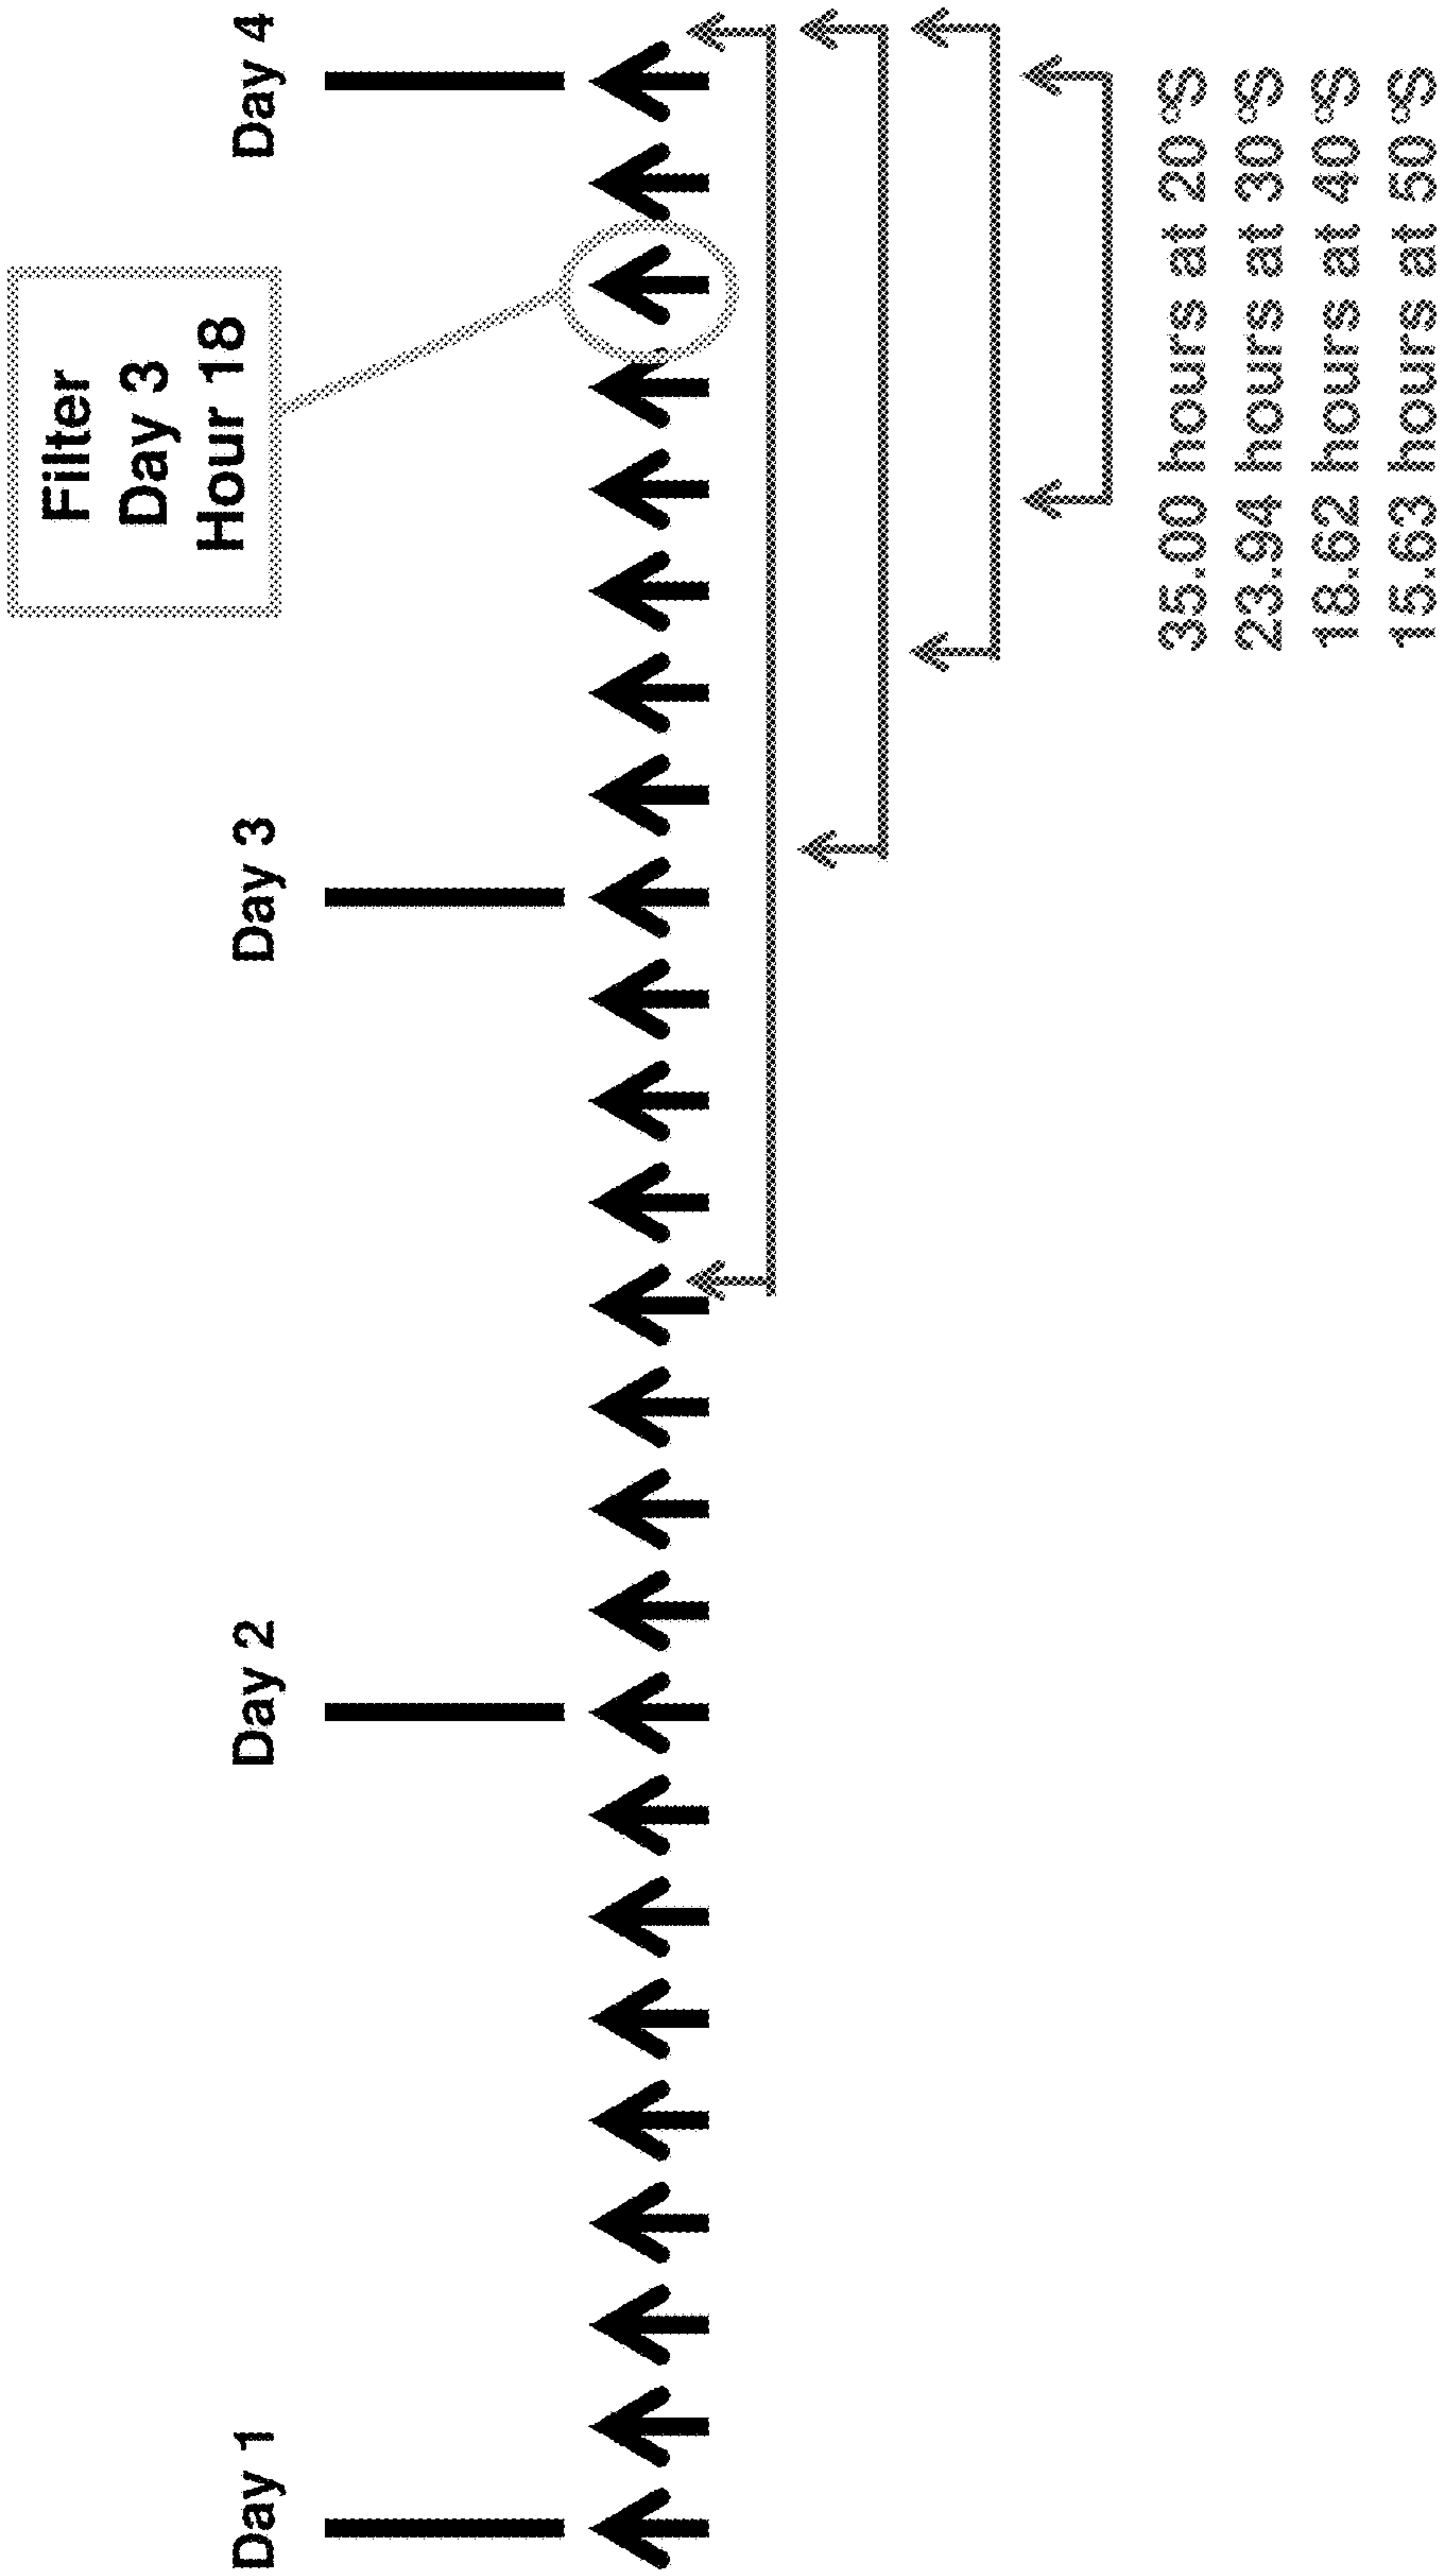 Day 1
Day 2
Day 3
Day 4
Filter
Day 3
Hour 18
35.00 hours at 20°S
23.94 hours at 30°S
18.62 hours at 40°S
15.63 hours at 50°S